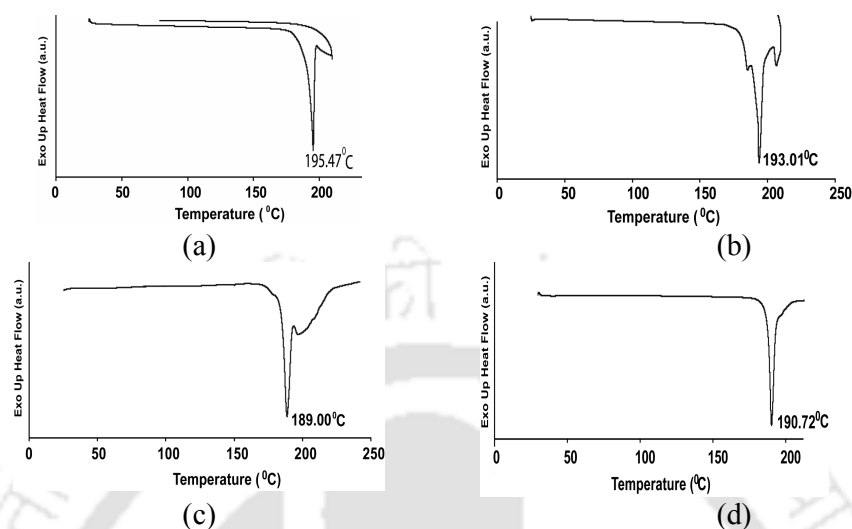 Exo Up Heat Flow (a.u.)
195.47⁰C
0 50 100 150 200
Temperature (⁰C)
(a)
Exo Up Heat Flow (a.u.)
193.01⁰C
0 50 100 150 200 250
Temperature (⁰C)
(b)
Exo Up Heat Flow (a.u.)
189.00⁰C
0 50 100 150 200 250
Temperature (⁰C)
(c)
Exo Up Heat Flow (a.u.)
190.72⁰C
0 50 100 150 200
Temperature (⁰C)
(d)